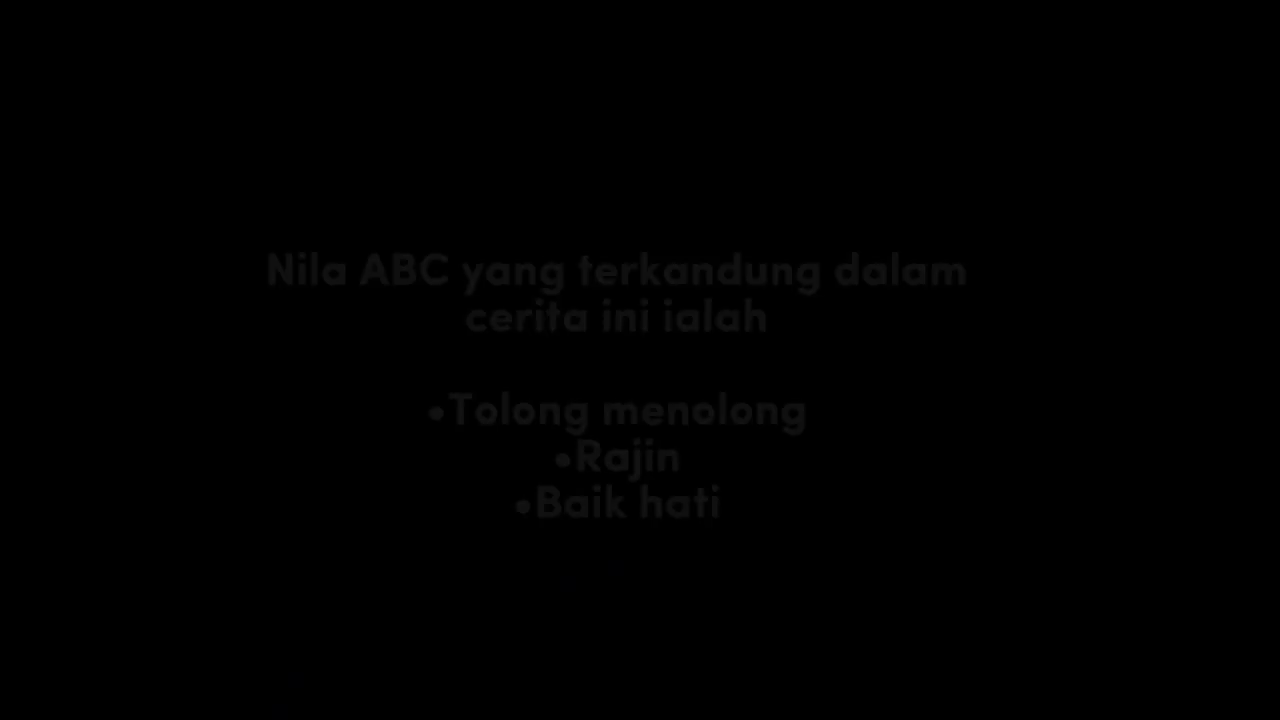 Nila ABC yang terkandung dalam
cerita ini ialah
•Tolong menolong
•Rajin
•Baik hati